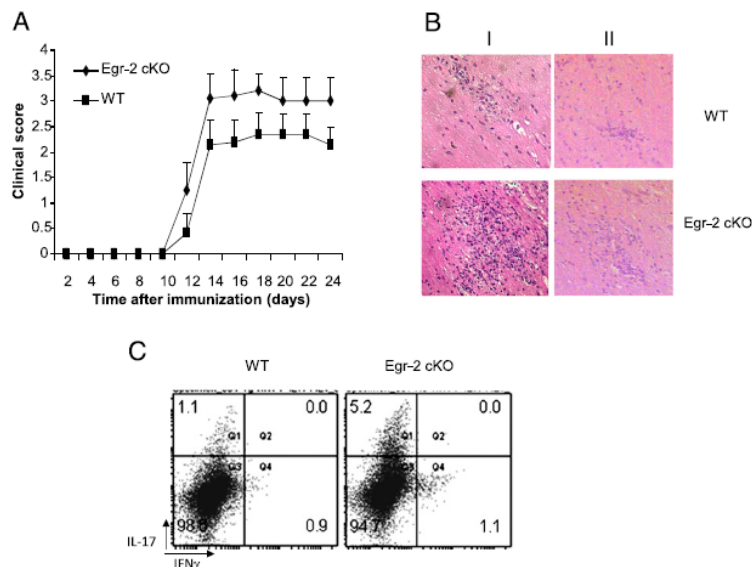 A
Egr-2 cKO
WT
Clinical score
4
3.5
3
2.5
2
1.5
1
0.5
0
2 4 6 8 10 12 14 16 18 20 22 24
Time after immunization (days)
B
I II
WT
Egr-2 cKO
C
WT Egr-2 cKO
1.1 0.0
Q1 Q2
Q3 Q4
0.9
5.2 0.0
Q1 Q2
Q4
94.7 1.1
IL-17
IFNγ